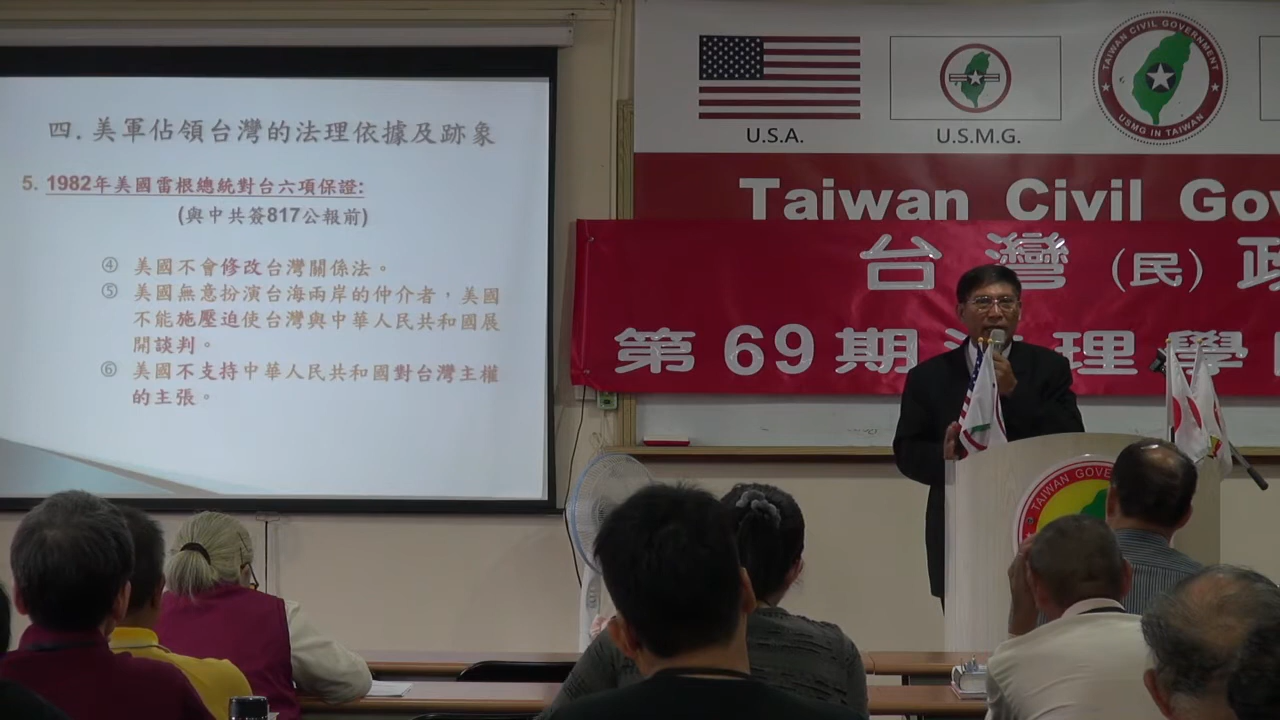 四.美軍佔領台灣的法理依據及跡象
5. 1982年美國雷根總統對台六項保證:
(與中共簽817公報前)
④ 美國不會修改台灣關係法。
⑤ 美國無意扮演台海兩岸的仲介者，美國
不能施壓迫使台灣與中華人民共和國展
開談判。
⑥ 美國不支持中華人民共和國對台灣主權
的主張。
U.S.A.
U.S.M.G.
TAIWAN CIVIL GOVERNMENT
USMG IN TAIWAN
Taiwan Civil Gov
台灣(民)政
第69期法理學
TAIWAN GOVE